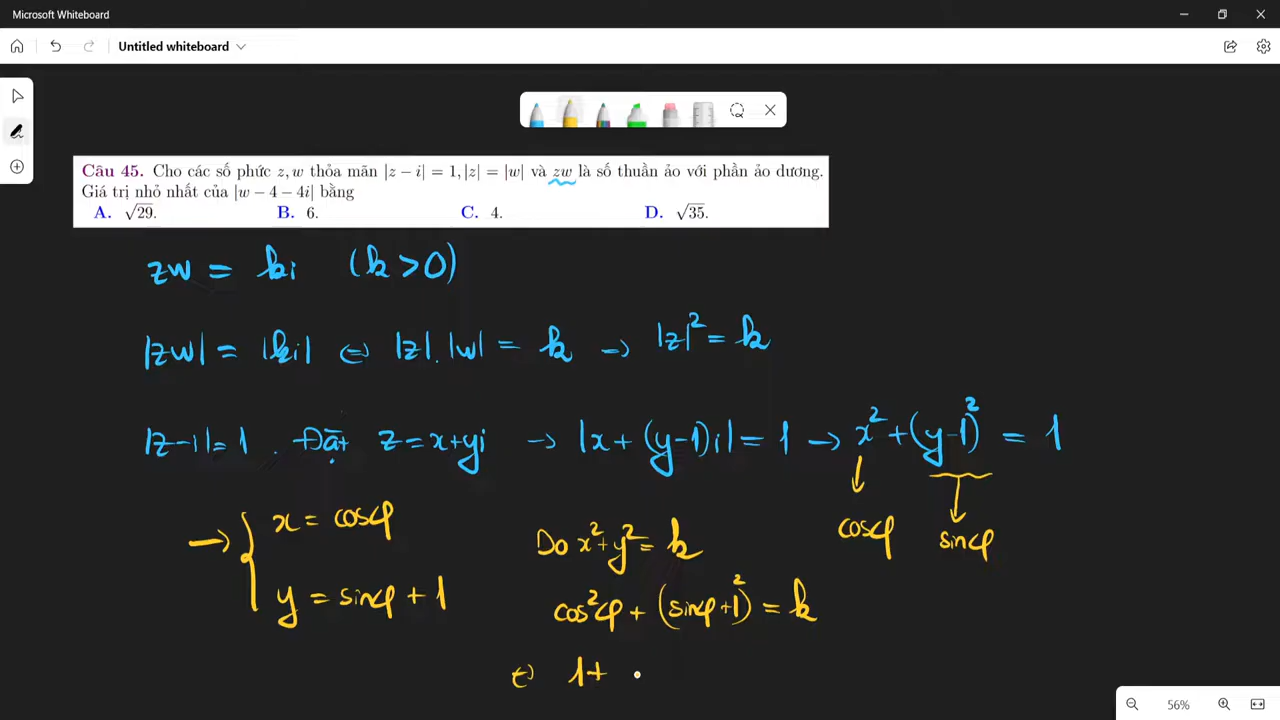 Microsoft Whiteboard
Untitled whiteboard
Câu 45. Cho các số phức z, w thỏa mãn |z − i| = 1, |z| = |w| và zw là số thuần ảo với phần ảo dương.
Giá trị nhỏ nhất của |w − 4 − 4i| bằng
A. √29. B. 6. C. 4. D. √35.
zw = ki (k > 0)
|zw| = |ki| ⇔ |z|.|w| = k → |z|² = k
|z−i| = 1. Đặt z = x+yi → |x + (y−1)i| = 1 → x² + (y−1)² = 1
cosφ sinφ
→ { x = cosφ
y = sinφ + 1
Do x² + y² = k
cos²φ + (sinφ+1)² = k
⇔ 1+
56%